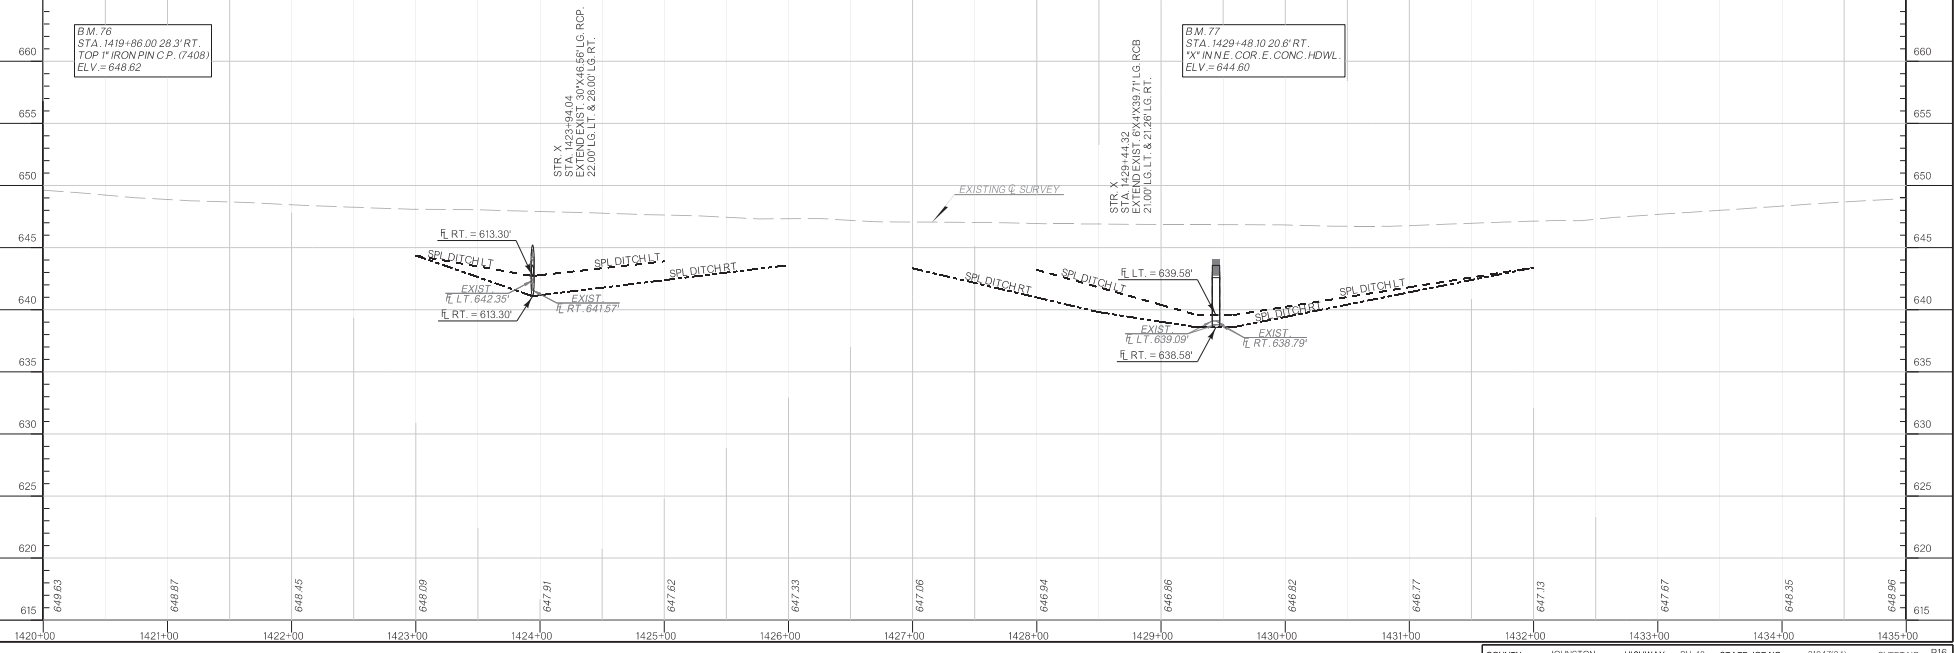 B.M. 76
STA. 1419+86.00 28.3' RT.
TOP 1" IRON PIN C.P. (7408)
ELV.= 648.62
STR. X
STA. 1423+94.04
EXTEND EXIST. 30"X46.56' LG. RCP.
22.00' LG. LT. & 28.00' LG. RT.
B.M. 77
STA. 1429+48.10 20.6' RT.
"X" IN N.E. COR. E. CONC. HDWL.
ELV.= 644.60
STR. X
STA. 1429+44.32
EXTEND EXIST. 6'X4'X39.71' LG. RCB
21.00' LG. LT. & 21.26' LG. RT.
660
655
650
645
640
635
630
625
620
615
660
655
650
645
640
635
630
625
620
615
EXISTING ℄ SURVEY
FL RT. = 613.30'
SPL DITCH LT
SPL DITCH LT
SPL DITCH RT
EXIST.
FL LT. 642.35'
EXIST.
FL RT. 641.57'
FL RT. = 613.30'
SPL DITCH RT
SPL DITCH LT
FL LT. = 639.58'
SPL DITCH LT
SPL DITCH RT
EXIST.
FL LT. 639.09'
EXIST.
FL RT. 638.79'
FL RT. = 638.58'
649.63
648.87
648.45
648.09
647.91
647.62
647.33
647.06
646.94
646.86
646.82
646.77
647.13
647.67
648.35
648.96
1420+00
1421+00
1422+00
1423+00
1424+00
1425+00
1426+00
1427+00
1428+00
1429+00
1430+00
1431+00
1432+00
1433+00
1434+00
1435+00